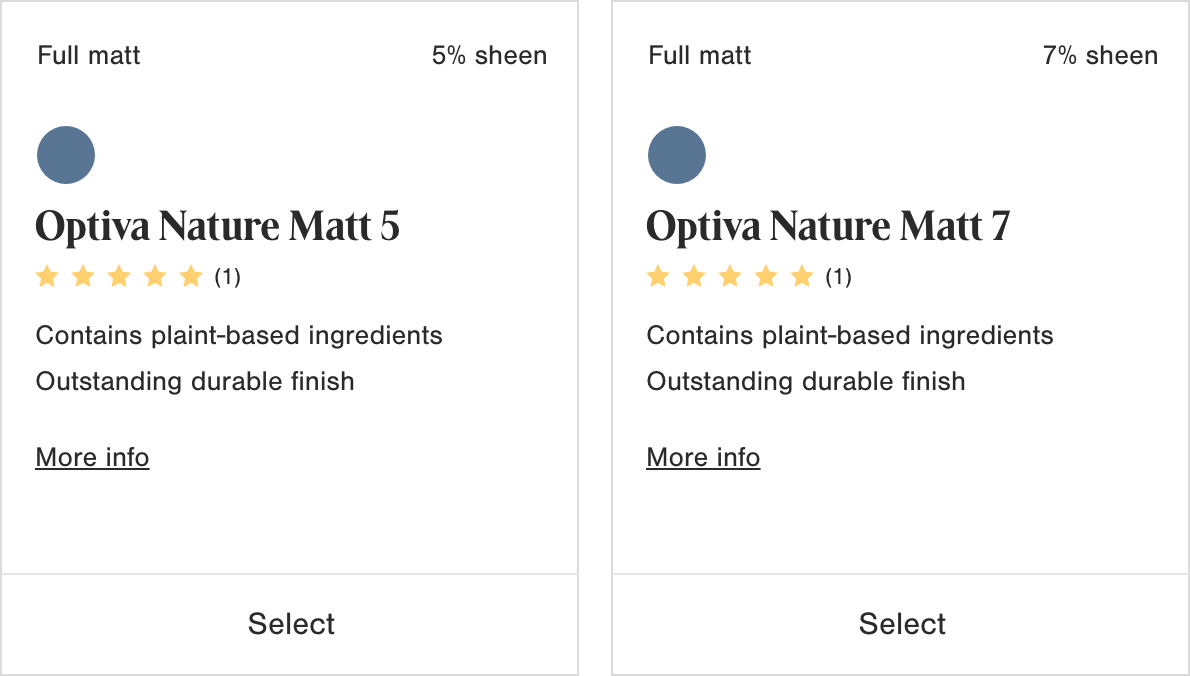 Full matt 5% sheen
Optiva Nature Matt 5
(1)
Contains plaint-based ingredients
Outstanding durable finish
More info
Select
Full matt 7% sheen
Optiva Nature Matt 7
(1)
Contains plaint-based ingredients
Outstanding durable finish
More info
Select